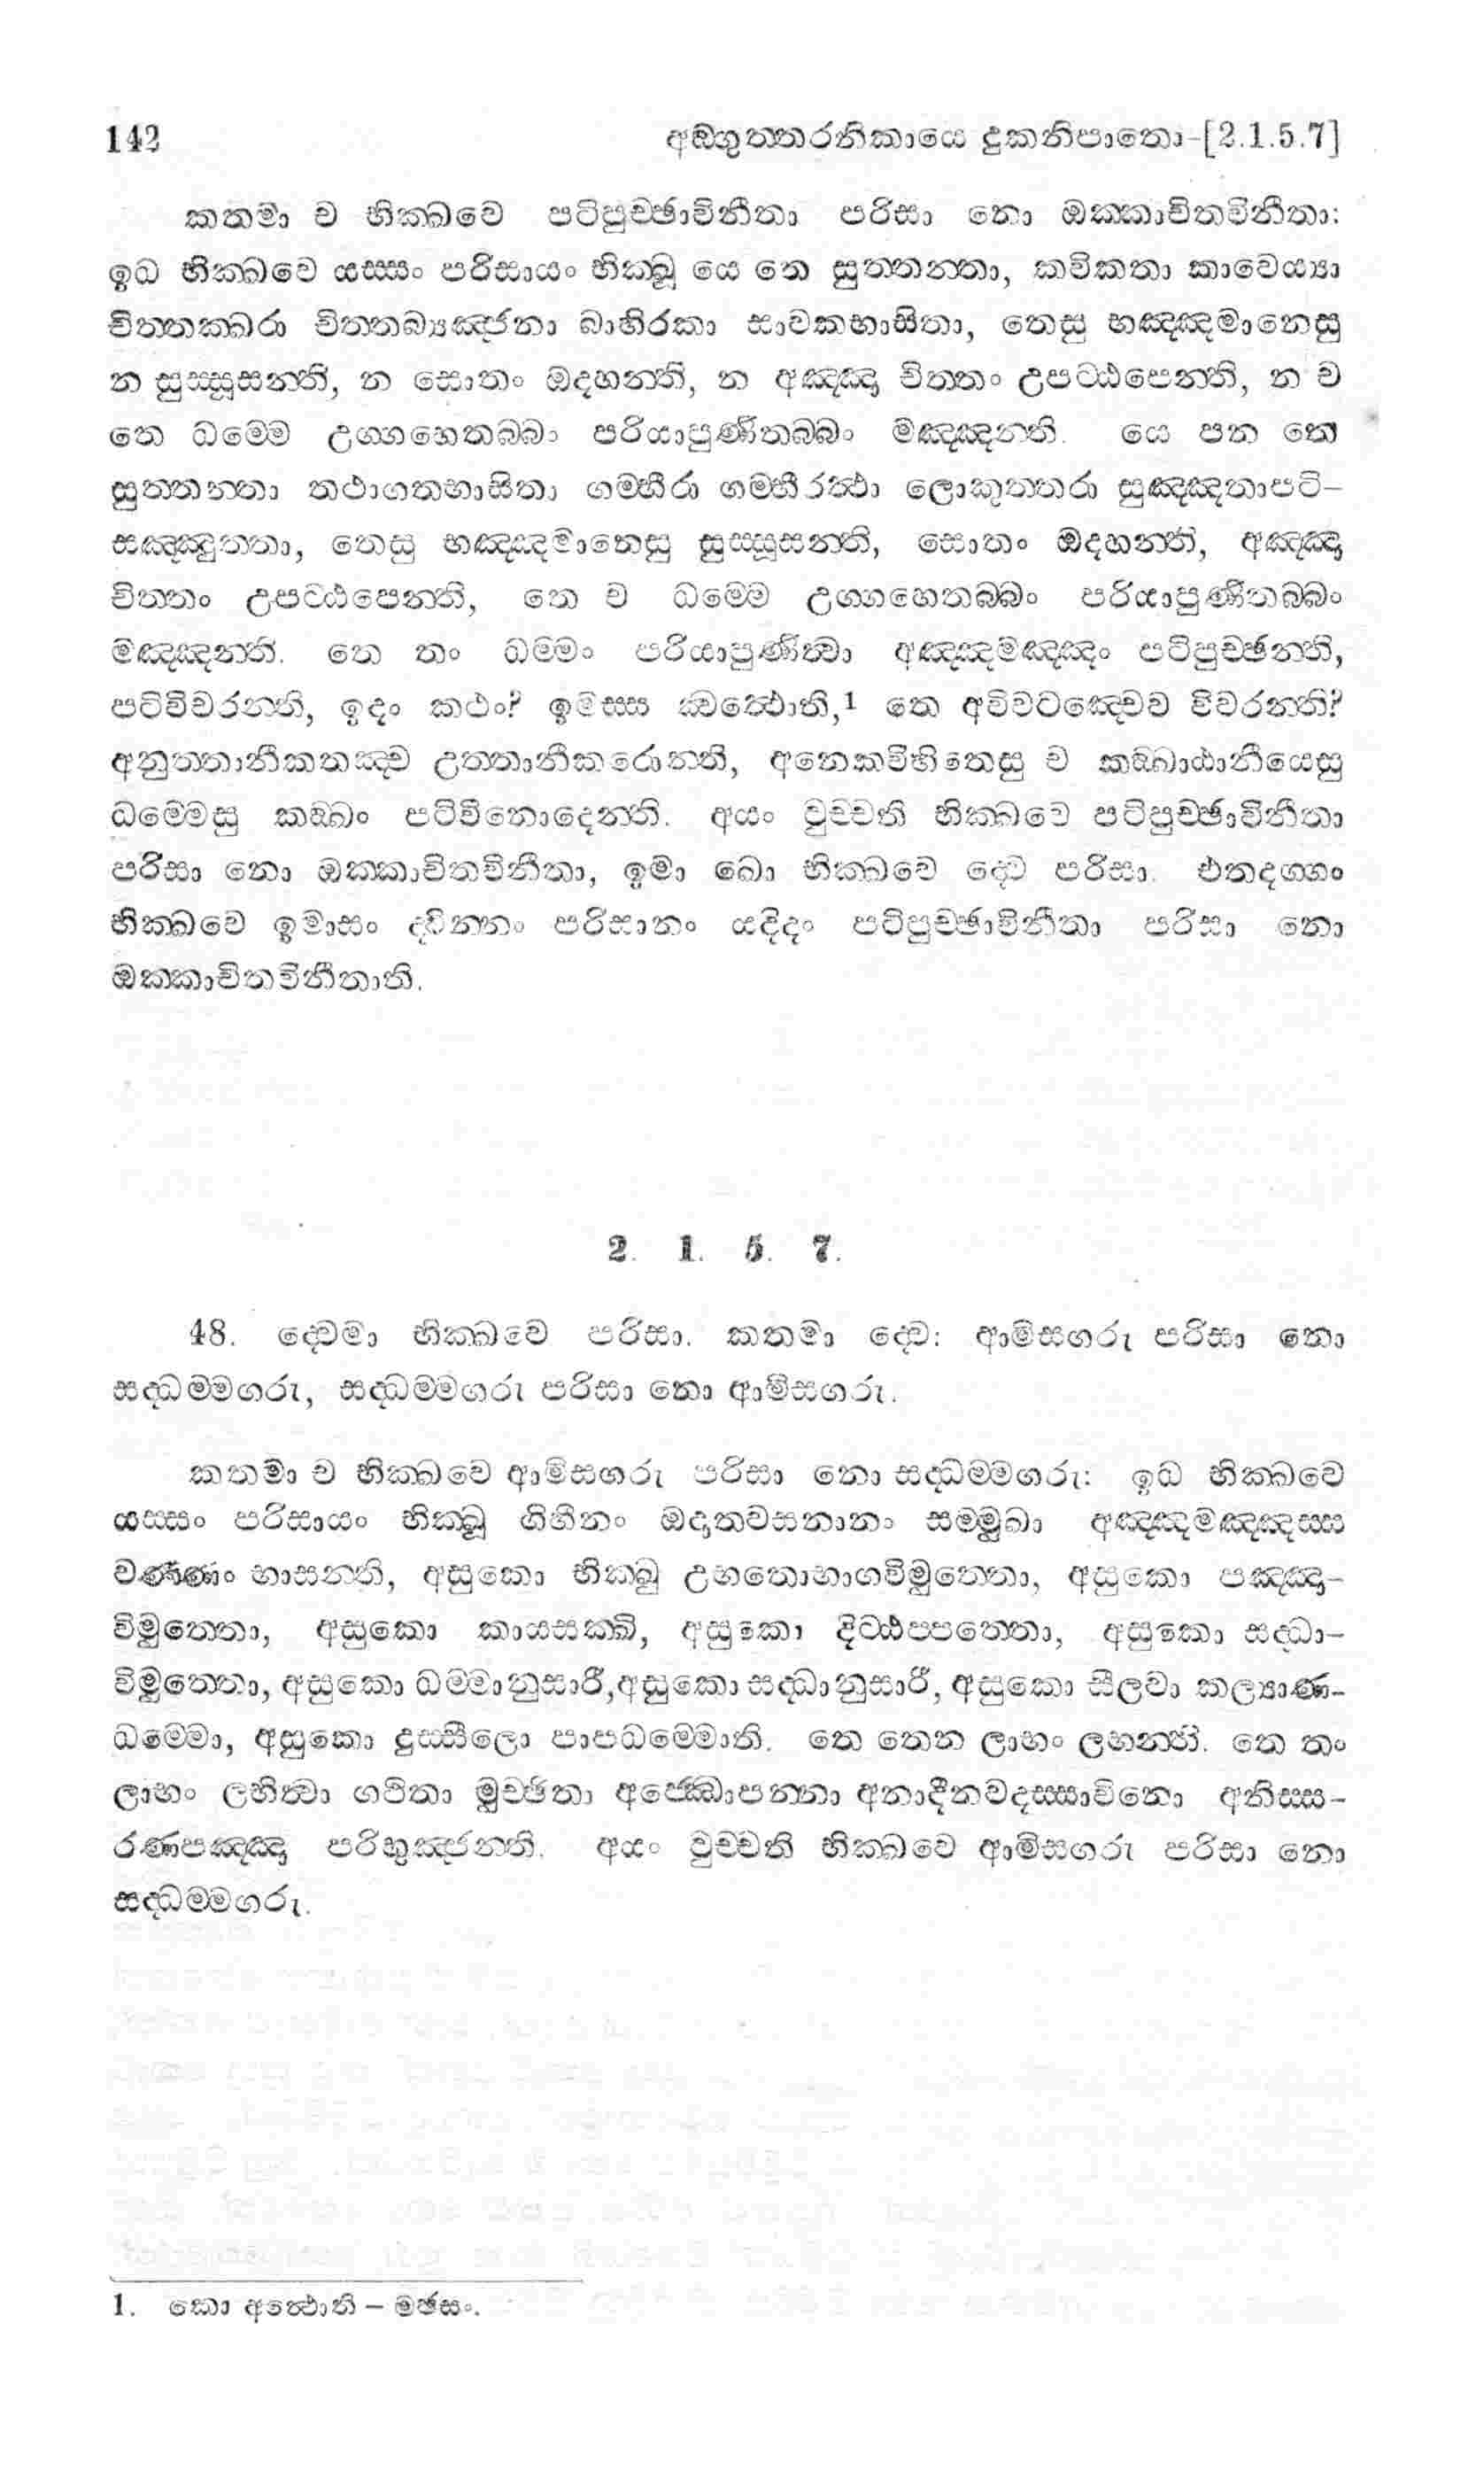 142 අඞ්ගුත්තරනිකායෙ දුකනිපාතො-[2.1.5.7]
කතමා ච භික්ඛවෙ පටිපුච්ඡාවිනීතා පරිසා නො ඔක්කාචිතවිනීතා:
ඉධ භික්ඛවෙ යස්සං පරිසායං භික්ඛූ යෙ තෙ සුත්තන්තා, කවිකතා කාවෙය්‍යා
චිත්තක්ඛරා චිත්තබ්‍යඤ්ජනා බාහිරකා සාවකභාසිතා, තෙසු භඤ්ඤමානෙසු
න සුස්සූසන්ති, න සොතං ඔදහන්ති, න අඤ්ඤා චිත්තං උපට්ඨපෙන්ති, න ච
තෙ ධම්මෙ උග්ගහෙතබ්බං පරියාපුණිතබ්බං මඤ්ඤන්ති. යෙ පන තෙ
සුත්තන්තා තථාගතභාසිතා ගම්භීරා ගම්භීරත්ථා ලොකුත්තරා සුඤ්ඤතාපටි-
සඤ්ඤුත්තා, තෙසු භඤ්ඤමානෙසු සුස්සූසන්ති, සොතං ඔදහන්ති, අඤ්ඤා
චිත්තං උපට්ඨපෙන්ති, තෙ ච ධම්මෙ උග්ගහෙතබ්බං පරියාපුණිතබ්බං
මඤ්ඤන්ති. තෙ තං ධම්මං පරියාපුණිත්වා අඤ්ඤමඤ්ඤං පටිපුච්ඡන්ති,
පටිවිචරන්ති, ඉදං කථං? ඉමස්ස ක්වත්ථොති,1 තෙ අවිවටඤ්චෙව විවරන්ති?
අනුත්තානීකතඤ්ච උත්තානීකරොන්ති, අනෙකවිහිතෙසු ච කඞ්ඛාඨානීයෙසු
ධම්මෙසු කඞ්ඛං පටිවිනොදෙන්ති. අයං වුච්චති භික්ඛවෙ පටිපුච්ඡාවිනීතා
පරිසා නො ඔක්කාචිතවිනීතා, ඉමා ඛො භික්ඛවෙ ද්වෙ පරිසා. එතදග්ගං
භික්ඛවෙ ඉමාසං ද්වින්නං පරිසානං යදිදං පටිපුච්ඡාවිනීතා පරිසා නො
ඔක්කාචිතවිනීතාති.
2. 1. 5. 7.
48. ද්වෙමා භික්ඛවෙ පරිසා. කතමා ද්වෙ: ආමිසගරු පරිසා නො
සද්ධම්මගරු, සද්ධම්මගරු පරිසා නො ආමිසගරු.
කතමා ච භික්ඛවෙ ආමිසගරු පරිසා නො සද්ධම්මගරු: ඉධ භික්ඛවෙ
යස්සං පරිසායං භික්ඛූ ගිහීනං ඔදාතවසනානං සම්මුඛා අඤ්ඤමඤ්ඤස්ස
වණ්ණං භාසන්ති, අසුකො භික්ඛු උභතොභාගවිමුත්තො, අසුකො පඤ්ඤා-
විමුත්තො, අසුකො කායසක්ඛි, අසුකො දිට්ඨප්පත්තො, අසුකො සද්ධා-
විමුත්තො, අසුකො ධම්මානුසාරී,අසුකො සද්ධානුසාරී, අසුකො සීලවා කල්‍යාණ-
ධම්මො, අසුකො දුස්සීලො පාපධම්මොති. තෙ තෙන ලාභං ලභන්ති. තෙ තං
ලාභං ලභිත්වා ගථිතා මුච්ඡිතා අජ්ඣොපන්නා අනාදීනවදස්සාවිනො අනිස්ස-
රණපඤ්ඤා පරිභුඤ්ජන්ති. අයං වුච්චති භික්ඛවෙ ආමිසගරු පරිසා නො
සද්ධම්මගරු.
1. කො අත්ථොති – මඡසං.